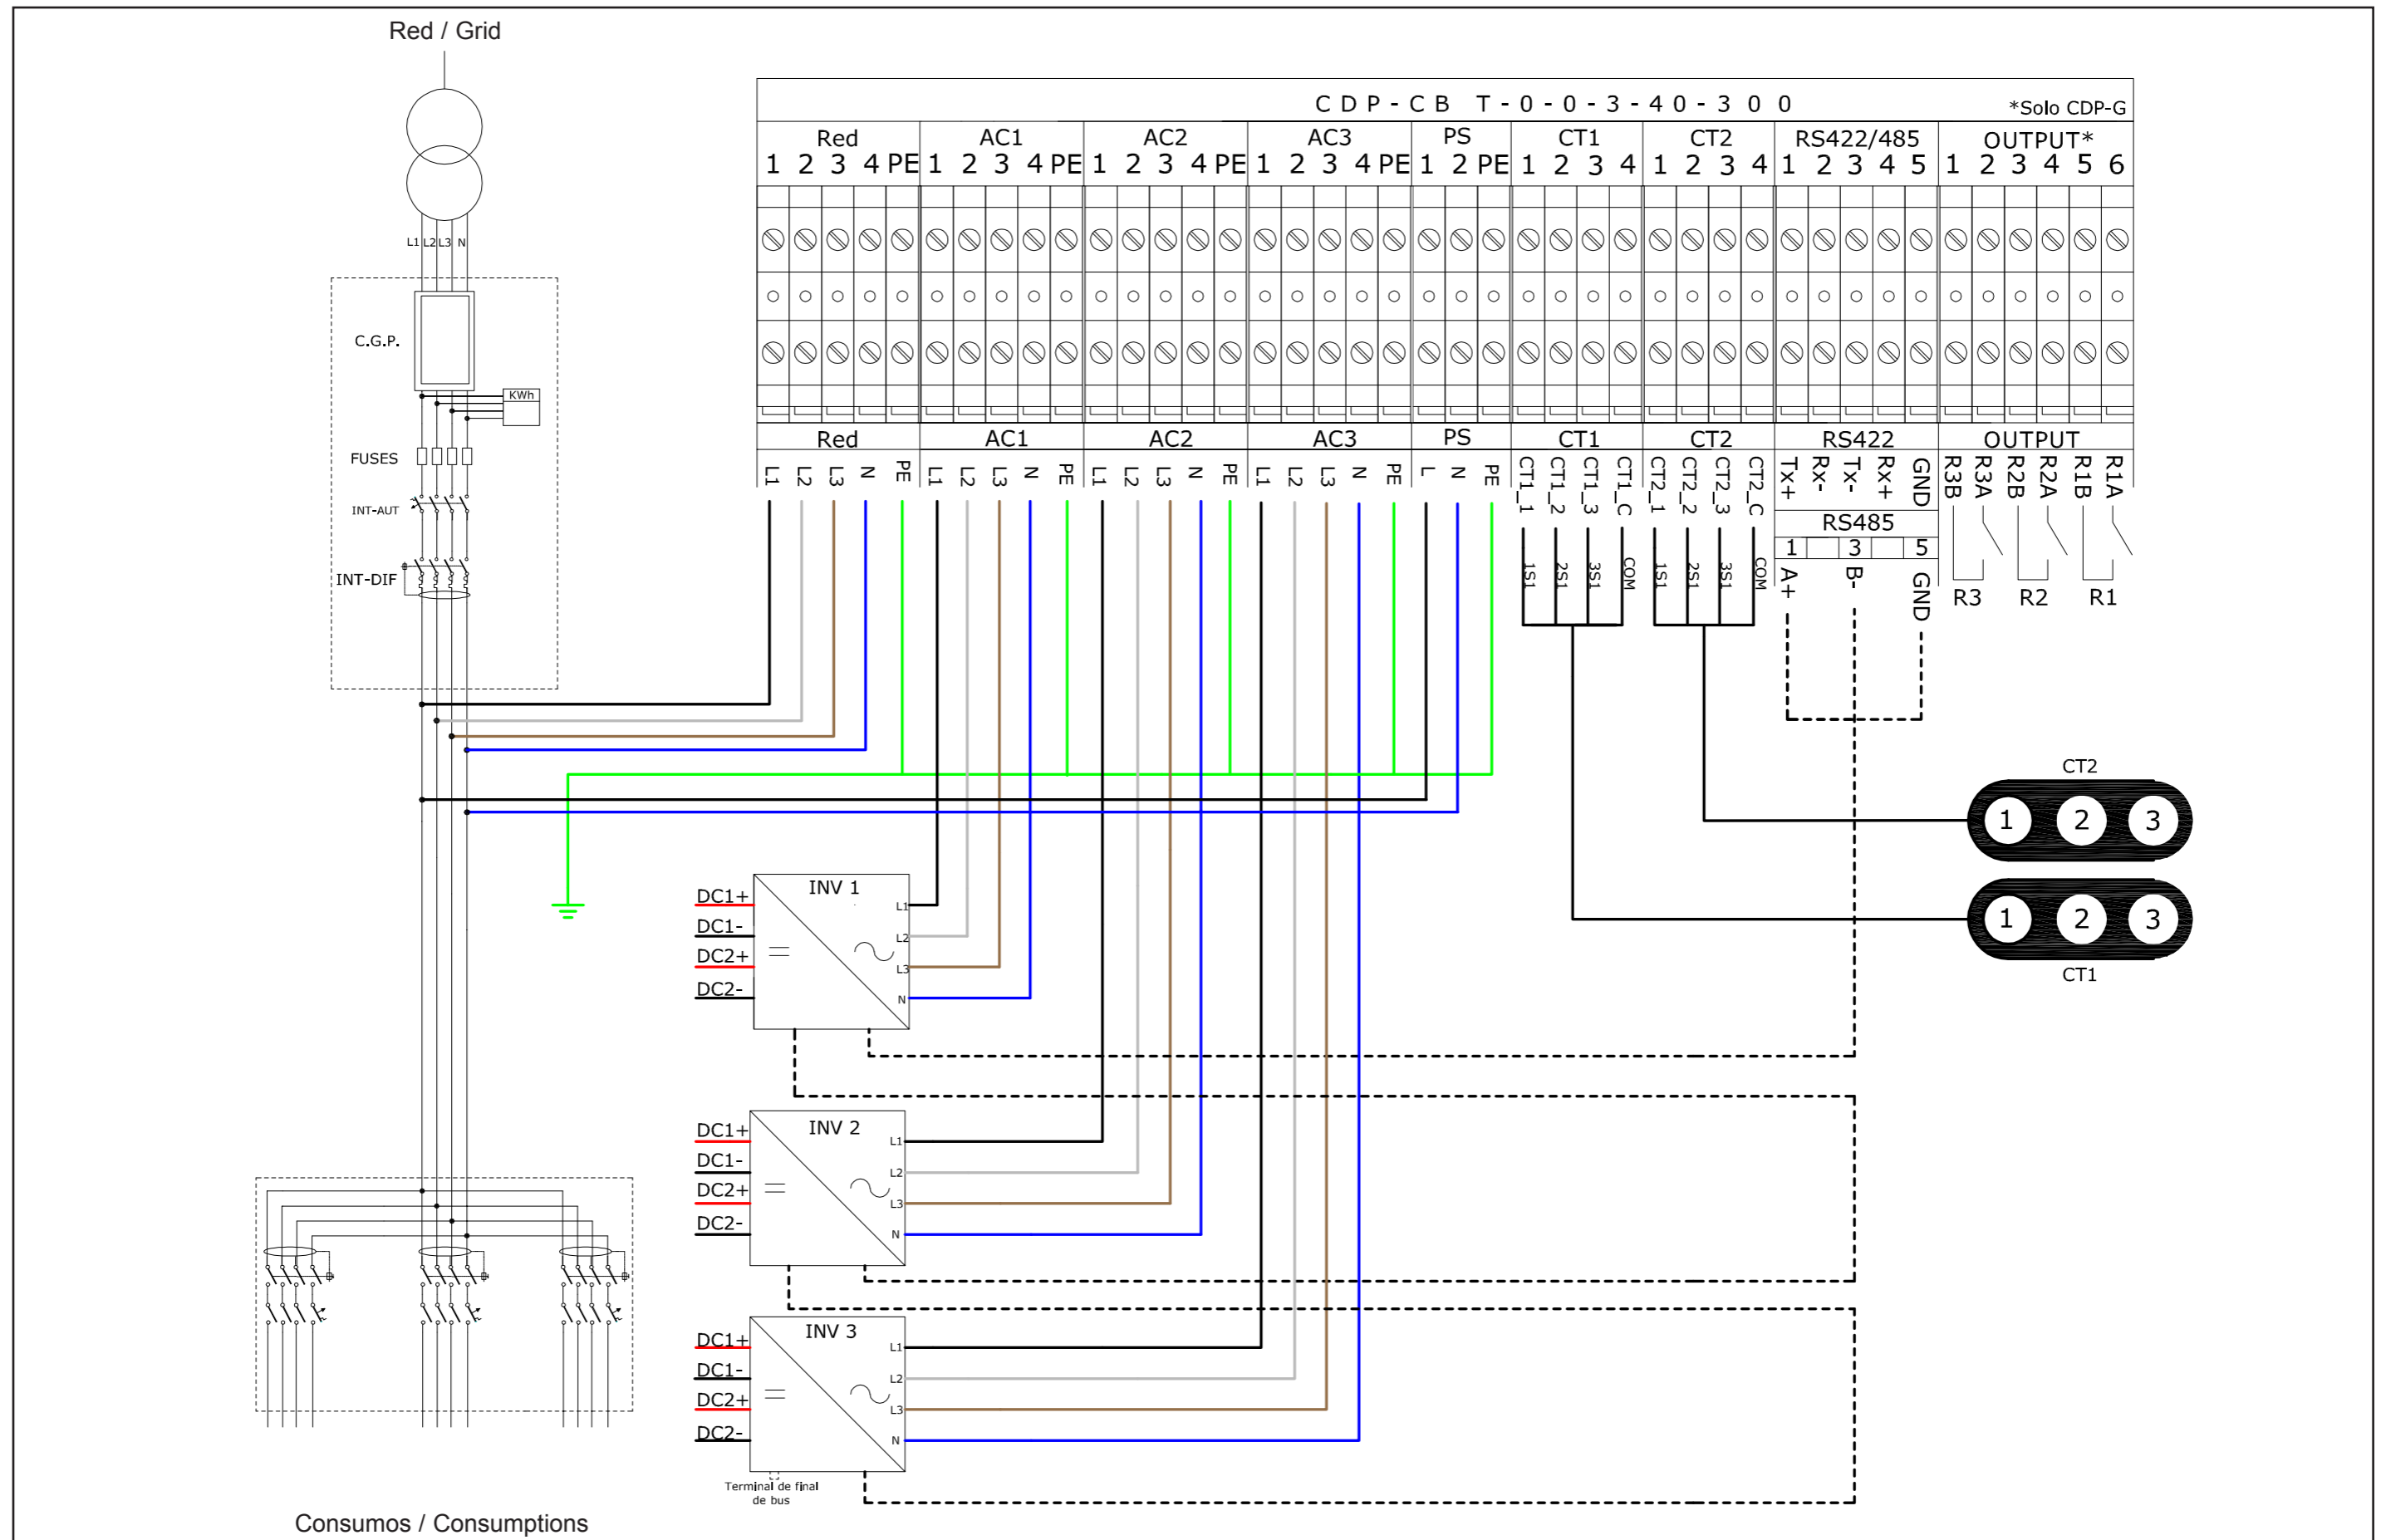 Red / Grid
CDP-CB T-0-0-3-40-300
*Solo CDP-G
Red AC1 AC2 AC3 PS CT1 CT2 RS422/485 OUTPUT*
1 2 3 4 PE 1 2 3 4 PE 1 2 3 4 PE 1 2 3 4 PE 1 2 PE 1 2 3 4 1 2 3 4 1 2 3 4 5 1 2 3 4 5 6
L1 L2 L3 N
C.G.P.
KWh
FUSES
INT-AUT
INT-DIF
Red AC1 AC2 AC3 PS CT1 CT2 RS422 OUTPUT
L1 L2 L3 N PE L1 L2 L3 N PE L1 L2 L3 N PE L1 L2 L3 N PE L N PE CT1_1 CT1_2 CT1_3 CT1_C CT2_1 CT2_2 CT2_3 CT2_C Tx+ Rx- Tx- Rx+ GND R3B R3A R2B R2A R1B R1A
RS485
1 3 5
1S1 2S1 3S1 COM 1S1 2S1 3S1 COM A+ B- GND
R3 R2 R1
CT2
1 2 3
1 2 3
CT1
INV 1
DC1+
DC1-
DC2+
DC2-
L1
L2
L3
N
INV 2
DC1+
DC1-
DC2+
DC2-
L1
L2
L3
N
INV 3
DC1+
DC1-
DC2+
DC2-
L1
L2
L3
N
Terminal de final
de bus
Consumos / Consumptions